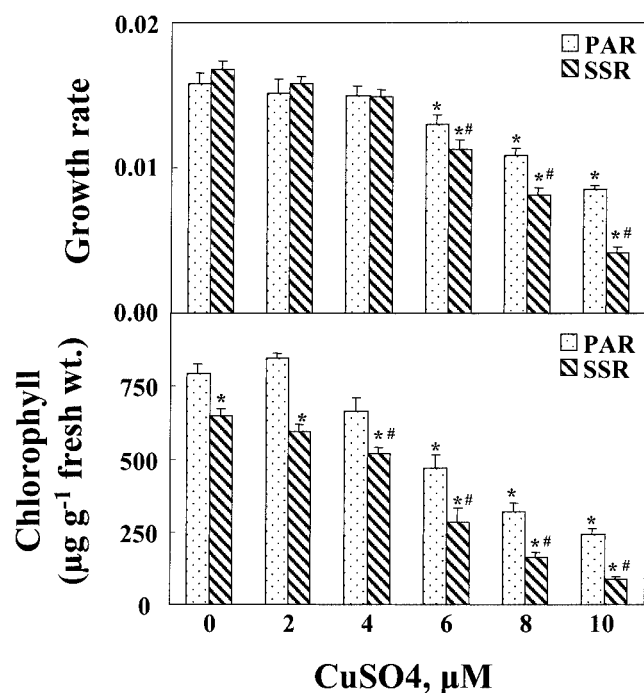 0.02
PAR
SSR
*
*#
*
*#
*
*#
0.01
0.00
Growth rate
PAR
SSR
750
500
250
0
*
*
*#
*
*#
*
*#
*
*#
Chlorophyll
(µg g-1 fresh wt.)
0 2 4 6 8 10
CuSO4, µM